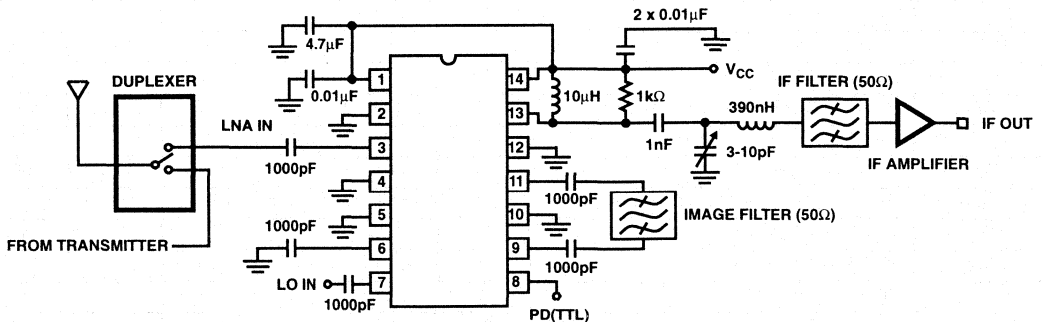 2 x 0.01µF
4.7µF
DUPLEXER
0.01µF
1
14
VCC
IF FILTER (50Ω)
10µH
1kΩ
390nH
LNA IN
2
13
1nF
3-10pF
IF OUT
IF AMPLIFIER
1000pF
3
12
4
11
1000pF
1000pF
5
10
IMAGE FILTER (50Ω)
FROM TRANSMITTER
6
9
1000pF
LO IN
7
8
1000pF
PD(TTL)